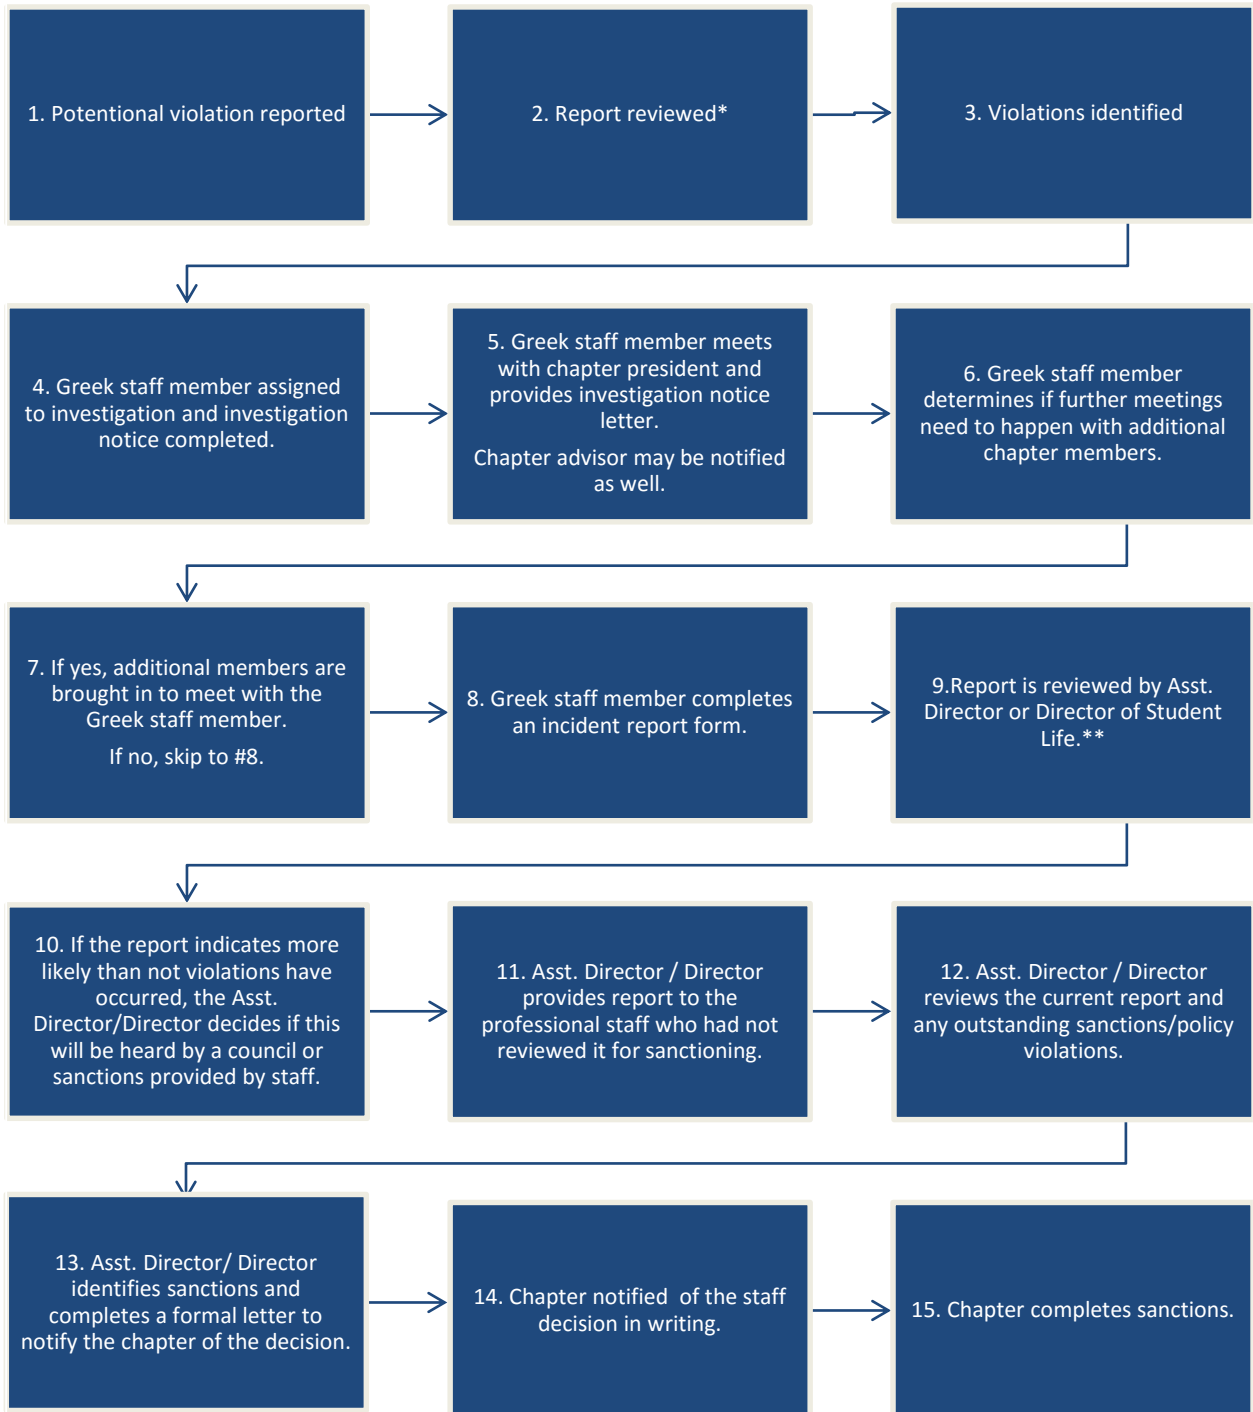 1. Potentional violation reported
2. Report reviewed*
3. Violations identified
4. Greek staff member assigned
to investigation and investigation
notice completed.
5. Greek staff member meets
with chapter president and
provides investigation notice
letter.
Chapter advisor may be notified
as well.
6. Greek staff member
determines if further meetings
need to happen with additional
chapter members.
7. If yes, additional members are
brought in to meet with the
Greek staff member.
If no, skip to #8.
8. Greek staff member completes
an incident report form.
9.Report is reviewed by Asst.
Director or Director of Student
Life.**
10. If the report indicates more
likely than not violations have
occurred, the Asst.
Director/Director decides if this
will be heard by a council or
sanctions provided by staff.
11. Asst. Director / Director
provides report to the
professional staff who had not
reviewed it for sanctioning.
12. Asst. Director / Director
reviews the current report and
any outstanding sanctions/policy
violations.
13. Asst. Director/ Director
identifies sanctions and
completes a formal letter to
notify the chapter of the decision.
14. Chapter notified  of the staff
decision in writing.
15. Chapter completes sanctions.